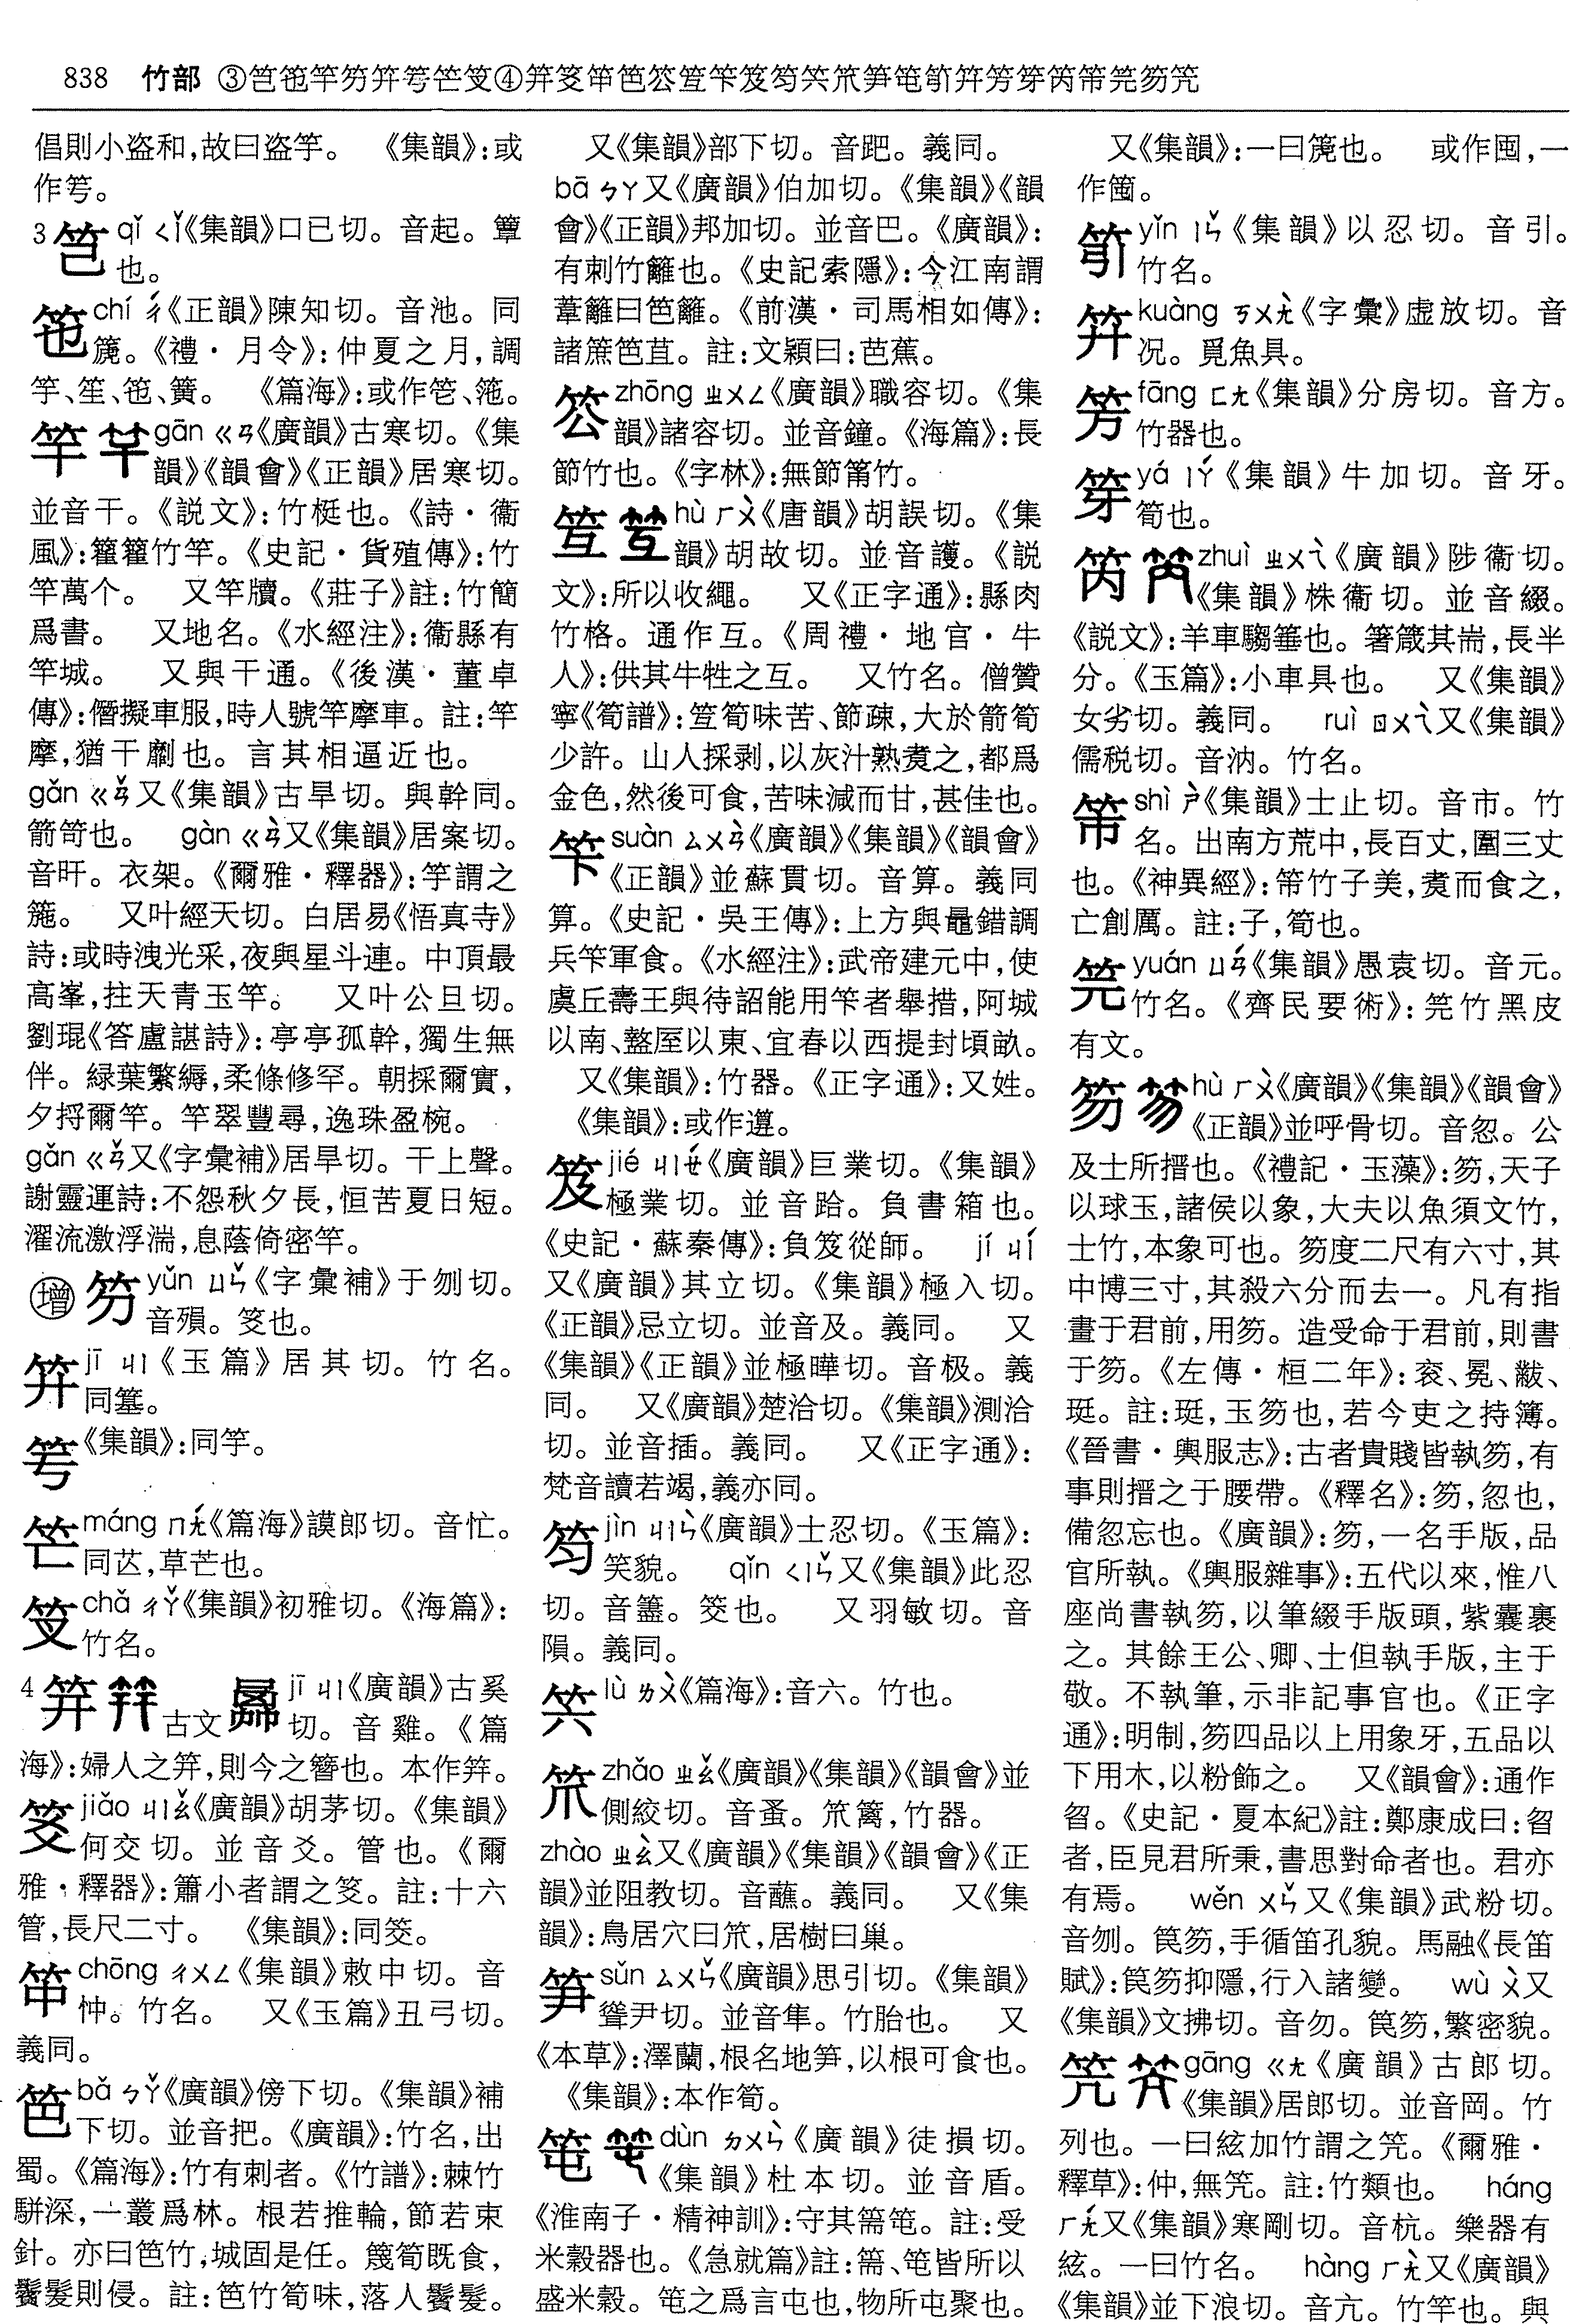 838 竹部 ③笆竾竿竻笄竽笀笅④笄笅笚笆妐笠笇笈笉笶笊笋笔笻筓笐笌笍笫笎笏笐
倡則小盗和，故曰盗竽。　《集韻》：或
作竽。
3 qǐ ㄑㄧˇ《集韻》口已切。音起。簟
也。
竾 chí ㄔˊ《正韻》陳知切。音池。同
篪。《禮·月令》：仲夏之月，調
竽、笙、竾、簧。　《篇海》：或作笆、箎。
竿 gān ㄍㄢ《廣韻》古寒切。《集
韻》《韻會》《正韻》居寒切。
並音干。《説文》：竹梃也。《詩·衞
風》：籊籊竹竿。《史記·貨殖傳》：竹
竿萬个。　又竿牘。《莊子》註：竹簡
爲書。　又地名。《水經注》：衞縣有
竿城。　又與干通。《後漢·董卓
傳》：僭擬車服，時人號竿摩車。註：竿
摩，猶干劘也。言其相逼近也。
gǎn ㄍㄢˇ又《集韻》古旱切。與幹同。
箭笴也。　gàn ㄍㄢˋ又《集韻》居案切。
音旰。衣架。《爾雅·釋器》：竿謂之
箷。　又叶經天切。白居易《悟真寺》
詩：或時洩光采，夜與星斗連。中頂最
高峯，拄天青玉竿。　又叶公旦切。
劉琨《答盧諶詩》：亭亭孤幹，獨生無
伴。緑葉繁縟，柔條修罕。朝採爾實，
夕捋爾竿。竿翠豐尋，逸珠盈椀。
gǎn ㄍㄢˇ又《字彙補》居旱切。干上聲。
謝靈運詩：不怨秋夕長，恒苦夏日短。
濯流激浮湍，息蔭倚密竿。
增 yǔn ㄩㄣˇ《字彙補》于刎切。
音殞。笅也。
jī ㄐㄧ《玉篇》居其切。竹名。
同䇫。
《集韻》：同竽。
笀 máng ㄇㄤˊ《篇海》謨郎切。音忙。
同䒧，草芒也。
chǎ ㄔㄚˇ《集韻》初雅切。《海篇》：
竹名。
4 笄 古文 jī ㄐㄧ《廣韻》古奚
切。音雞。《篇
海》：婦人之笄，則今之簪也。本作筓。
笅 jiǎo ㄐㄧㄠˇ《廣韻》胡茅切。《集韻》
何交切。並音爻。管也。《爾
雅·釋器》：簫小者謂之笅。註：十六
管，長尺二寸。　《集韻》：同筊。
chōng ㄔㄨㄥ《集韻》敕中切。音
忡。竹名。　又《玉篇》丑弓切。
義同。
笆 bǎ ㄅㄚˇ《廣韻》傍下切。《集韻》補
下切。並音把。《廣韻》：竹名，出
蜀。《篇海》：竹有刺者。《竹譜》：棘竹
駢深，一叢爲林。根若推輪，節若束
針。亦曰笆竹，城固是任。篾筍既食，
鬢髮則侵。註：笆竹筍味，落人鬢髮。
又《集韻》部下切。音跁。義同。
bā ㄅㄚ又《廣韻》伯加切。《集韻》《韻
會》《正韻》邦加切。並音巴。《廣韻》：
有刺竹籬也。《史記索隱》：今江南謂
葦籬曰笆籬。《前漢·司馬相如傳》：
諸蔗笆苴。註：文穎曰：芭蕉。
zhōng ㄓㄨㄥ《廣韻》職容切。《集
韻》諸容切。並音鐘。《海篇》：長
節竹也。《字林》：無節筩竹。
笡 hù ㄏㄨˋ《唐韻》胡誤切。《集
韻》胡故切。並音護。《説
文》：所以收繩。　又《正字通》：縣肉
竹格。通作互。《周禮·地官·牛
人》：供其牛牲之互。　又竹名。僧贊
寧《筍譜》：筀筍味苦、節疎，大於箭筍
少許。山人採剥，以灰汁熟煑之，都爲
金色，然後可食，苦味減而甘，甚佳也。
笇 suàn ㄙㄨㄢˋ《廣韻》《集韻》《韻會》
《正韻》並蘇貫切。音算。義同
算。《史記·吳王傳》：上方與鼂錯調
兵笇軍食。《水經注》：武帝建元中，使
虞丘壽王與待詔能用笇者舉措，阿城
以南、盩厔以東、宜春以西提封頃畝。
又《集韻》：竹器。《正字通》：又姓。
《集韻》：或作簉。
笈 jié ㄐㄧㄝˊ《廣韻》巨業切。《集韻》
極業切。並音跲。負書箱也。
《史記·蘇秦傳》：負笈從師。　jí ㄐㄧˊ
又《廣韻》其立切。《集韻》極入切。
《正韻》忌立切。並音及。義同。　又
《集韻》《正韻》並極曄切。音极。義
同。　又《廣韻》楚洽切。《集韻》測洽
切。並音插。義同。　又《正字通》：
梵音讀若竭，義亦同。
笉 jìn ㄐㄧㄣˋ《廣韻》士忍切。《玉篇》：
笑貌。　qǐn ㄑㄧㄣˇ又《集韻》此忍
切。音䀆。笅也。　又羽敏切。音
隕。義同。
lù ㄌㄨˋ《篇海》：音六。竹也。
笊 zhǎo ㄓㄠˇ《廣韻》《集韻》《韻會》並
側絞切。音蚤。笊篱，竹器。
zhào ㄓㄠˋ又《廣韻》《集韻》《韻會》《正
韻》並阻教切。音蘸。義同。　又《集
韻》：鳥居穴曰笊，居樹曰巢。
笋 sǔn ㄙㄨㄣˇ《廣韻》思引切。《集韻》
聳尹切。並音隼。竹胎也。　又
《本草》：澤蘭，根名地笋，以根可食也。
《集韻》：本作筍。
笹 dùn ㄉㄨㄣˋ《廣韻》徒損切。
《集韻》杜本切。並音盾。
《淮南子·精神訓》：守其篅笔。註：受
米穀器也。《急就篇》註：篅、笔皆所以
盛米穀。笔之爲言屯也，物所屯聚也。
又《集韻》：一曰篼也。　或作囤，一
作圇。
yǐn ㄧㄣˇ《集韻》以忍切。音引。
竹名。
kuàng ㄎㄨㄤˋ《字彙》虚放切。音
况。覓魚具。
fāng ㄈㄤ《集韻》分房切。音方。
竹器也。
笌 yá ㄧㄚˊ《集韻》牛加切。音牙。
筍也。
笍 zhuì ㄓㄨㄟˋ《廣韻》陟衞切。
《集韻》株衞切。並音綴。
《説文》：羊車騶箠也。箸箴其耑，長半
分。《玉篇》：小車具也。　又《集韻》
女劣切。義同。　ruì ㄖㄨㄟˋ又《集韻》
儒税切。音汭。竹名。
shì ㄕˋ《集韻》士止切。音市。竹
名。出南方荒中，長百丈，圍三丈
也。《神異經》：竹子美，煑而食之，
亡創厲。註：子，筍也。
笎 yuán ㄩㄢˊ《集韻》愚袁切。音元。
竹名。《齊民要術》：笎竹黑皮
有文。
笏 hù ㄏㄨˋ《廣韻》《集韻》《韻會》
《正韻》並呼骨切。音忽。公
及士所搢也。《禮記·玉藻》：笏，天子
以球玉，諸侯以象，大夫以魚須文竹，
士竹，本象可也。笏度二尺有六寸，其
中博三寸，其殺六分而去一。凡有指
畫于君前，用笏。造受命于君前，則書
于笏。《左傳·桓二年》：衮、冕、黻、
珽。註：珽，玉笏也，若今吏之持簿。
《晉書·輿服志》：古者貴賤皆執笏，有
事則搢之于腰帶。《釋名》：笏，忽也，
備忽忘也。《廣韻》：笏，一名手版，品
官所執。《輿服雜事》：五代以來，惟八
座尚書執笏，以筆綴手版頭，紫囊裹
之。其餘王公、卿、士但執手版，主于
敬。不執筆，示非記事官也。《正字
通》：明制，笏四品以上用象牙，五品以
下用木，以粉飾之。　又《韻會》：通作
曶。《史記·夏本紀》註：鄭康成曰：曶
者，臣見君所秉，書思對命者也。君亦
有焉。　wěn ㄨㄣˇ又《集韻》武粉切。
音刎。笢笏，手循笛孔貌。馬融《長笛
賦》：笢笏抑隱，行入諸變。　wù ㄨˋ又
《集韻》文拂切。音勿。笢笏，繁密貌。
笐 gāng ㄍㄤ《廣韻》古郎切。
《集韻》居郎切。並音岡。竹
列也。一曰絃加竹謂之笐。《爾雅·
釋草》：仲，無笐。註：竹類也。　háng
ㄏㄤˊ又《集韻》寒剛切。音杭。樂器有
絃。一曰竹名。　hàng ㄏㄤˋ又《廣韻》
《集韻》並下浪切。音亢。竹竿也。與